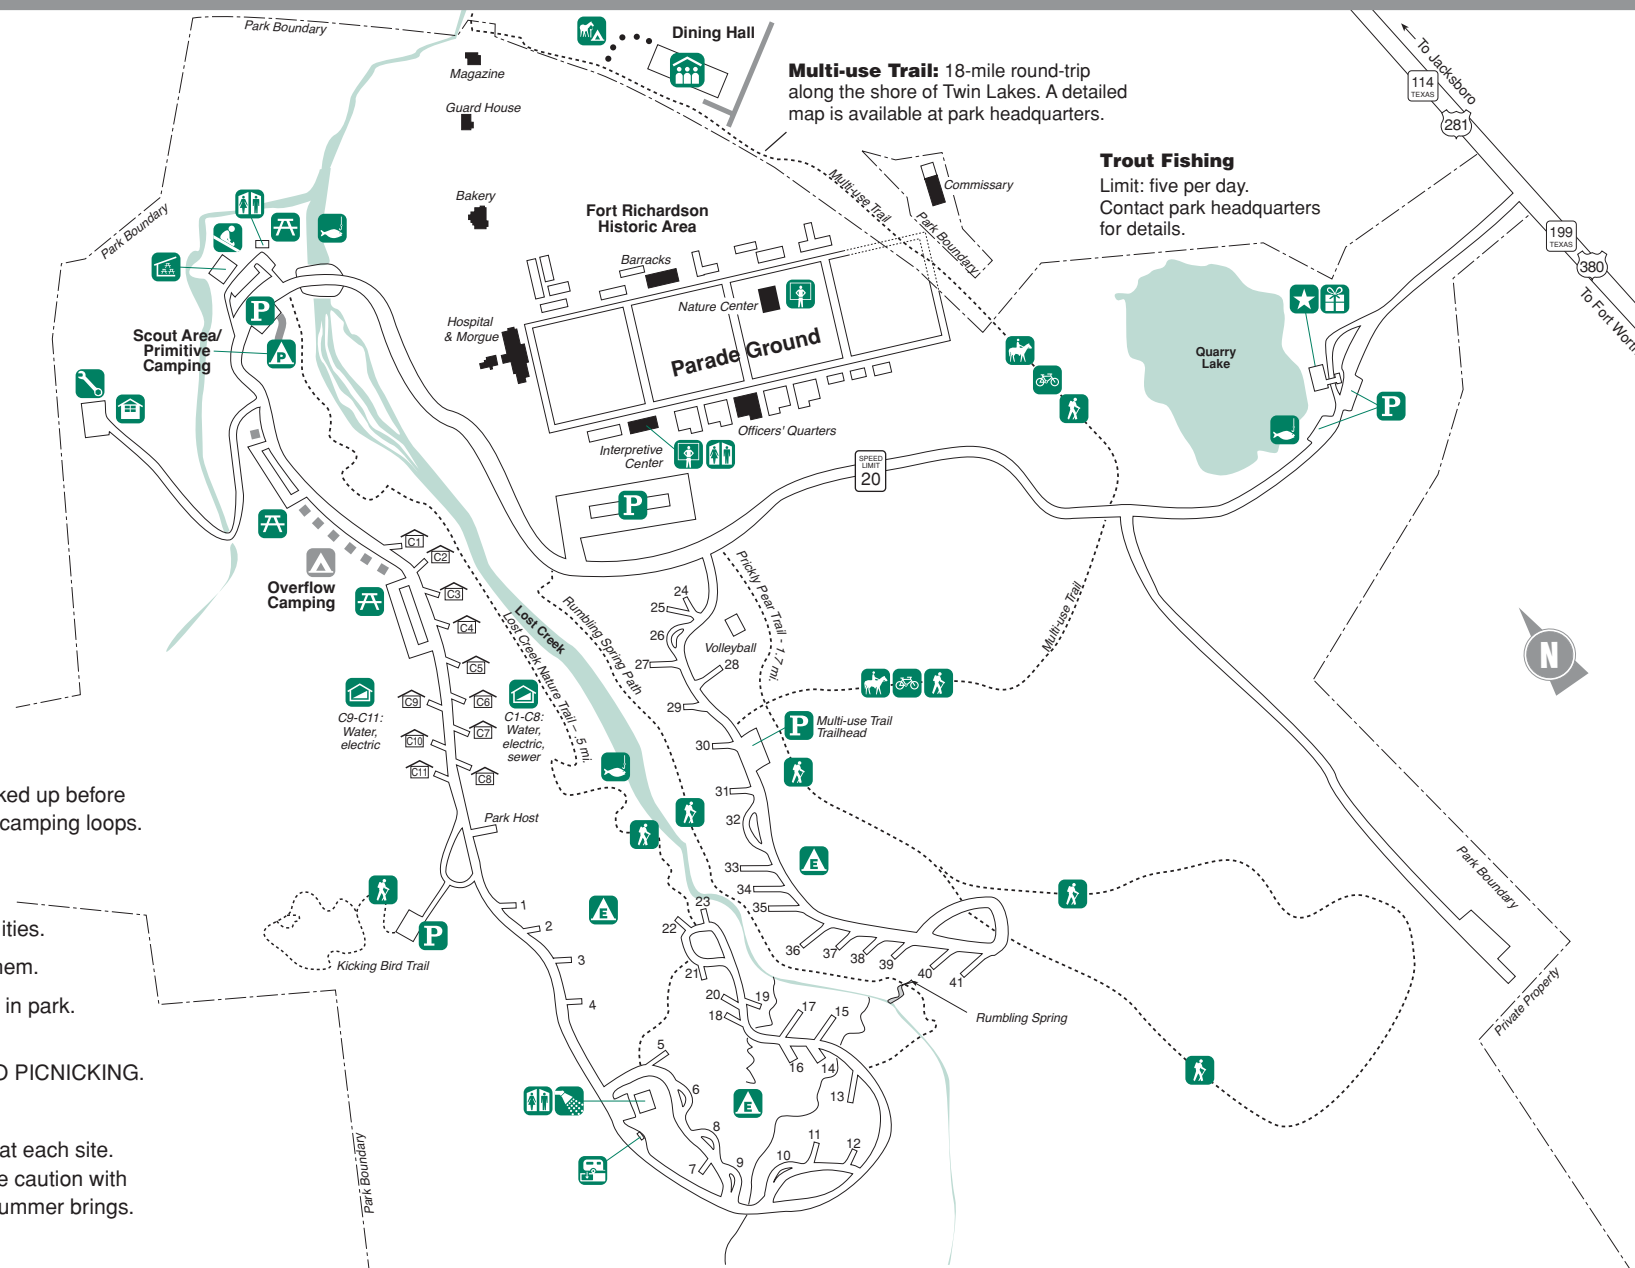 Park Boundary
Dining Hall
Magazine
Guard House
Multi-use Trail: 18-mile round-trip
along the shore of Twin Lakes. A detailed
map is available at park headquarters.
To Jacksboro
114
TEXAS
281
Trout Fishing
Limit: five per day.
Contact park headquarters
for details.
Multi-use Trail
Commissary
Park Boundary
Park Boundary
Bakery
Fort Richardson
Historic Area
199
TEXAS
380
To Fort Worth
Barracks
Nature Center
Parade Ground
Hospital
& Morgue
Quarry
Lake
P
Scout Area/
Primitive
Camping
P
P
Officers' Quarters
Interpretive
Center
SPEED
LIMIT
20
P
Overflow
Camping
C1
C2
C3
C4
C5
C6
C7
C8
C9
C10
C11
C9-C11:
Water,
electric
C1-C8:
Water,
electric,
sewer
Lost Creek
Lost Creek Nature Trail – .5 mi.
Rumbling Spring Path
Prickly Pear Trail - 1.7 mi.
Multi-use Trail
N
24
25
26
27
Volleyball
28
29
30
P
Multi-use Trail
Trailhead
31
32
33
34
35
36
37
38
39
40
41
E
ked up before
camping loops.
Park Host
Park Boundary
Private Property
ities.
nem.
in park.
D PICNICKING.
at each site.
e caution with
ummer brings.
P
Kicking Bird Trail
E
1
2
3
4
5
6
7
8
9
10
11
12
13
14
15
16
17
18
19
20
21
22
23
E
Rumbling Spring
Park Boundary